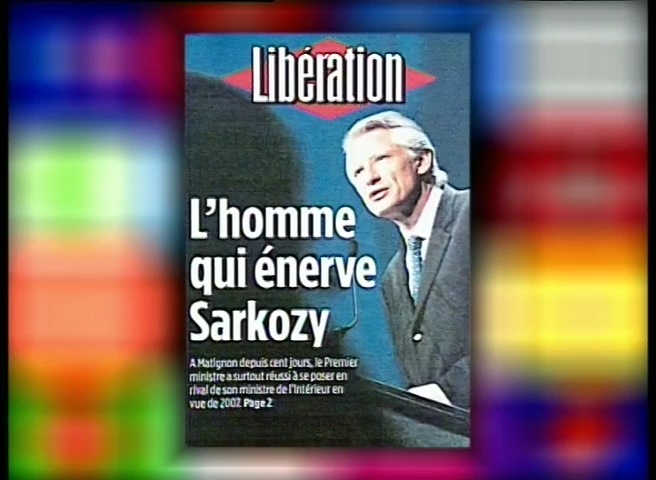 Libération
L'homme
qui énerve
Sarkozy
A Matignon depuis cent jours, le Premier
ministre a surtout réussi à se poser en
rival de son ministre de l'Intérieur en
vue de 2007. Page 2